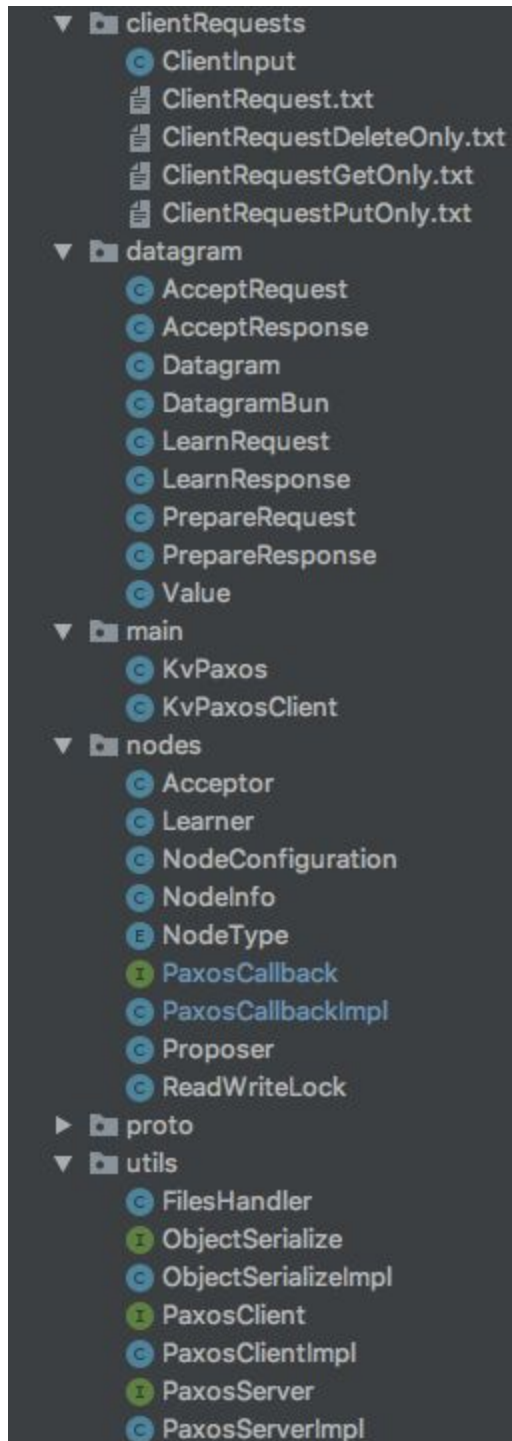 clientRequests
ClientInput
ClientRequest.txt
ClientRequestDeleteOnly.txt
ClientRequestGetOnly.txt
ClientRequestPutOnly.txt
datagram
AcceptRequest
AcceptResponse
Datagram
DatagramBun
LearnRequest
LearnResponse
PrepareRequest
PrepareResponse
Value
main
KvPaxos
KvPaxosClient
nodes
Acceptor
Learner
NodeConfiguration
NodeInfo
NodeType
PaxosCallback
PaxosCallbackImpl
Proposer
ReadWriteLock
proto
utils
FilesHandler
ObjectSerialize
ObjectSerializeImpl
PaxosClient
PaxosClientImpl
PaxosServer
PaxosServerImpl